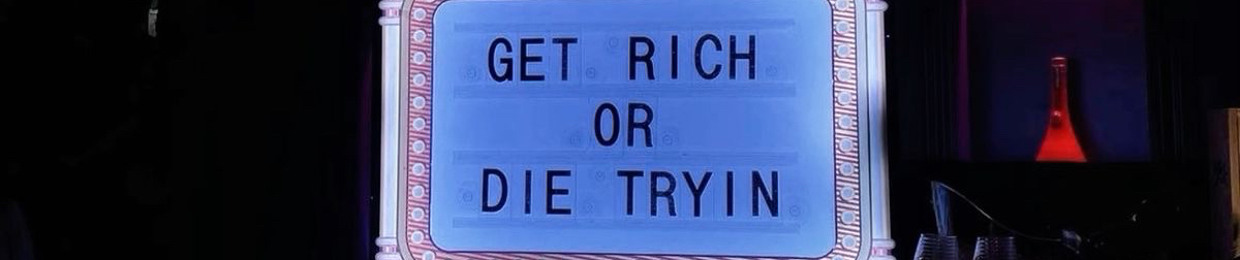 GET RICH
OR
DIE TRYIN